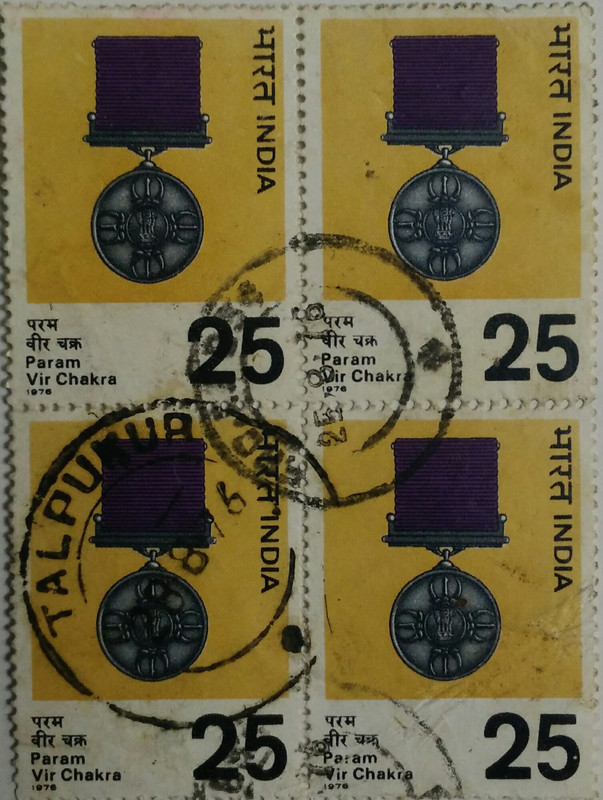 भारत INDIA
परम
वीर चक्र
Param
Vir Chakra
1976
25
भारत INDIA
परम
वीर चक्र
Param
Vir Chakra
1976
25
भारत INDIA
परम
वीर चक्र
Param
Vir Chakra
1976
25
भारत INDIA
परम
वीर चक्र
Param
Vir Chakra
1976
25
TALPUKUR